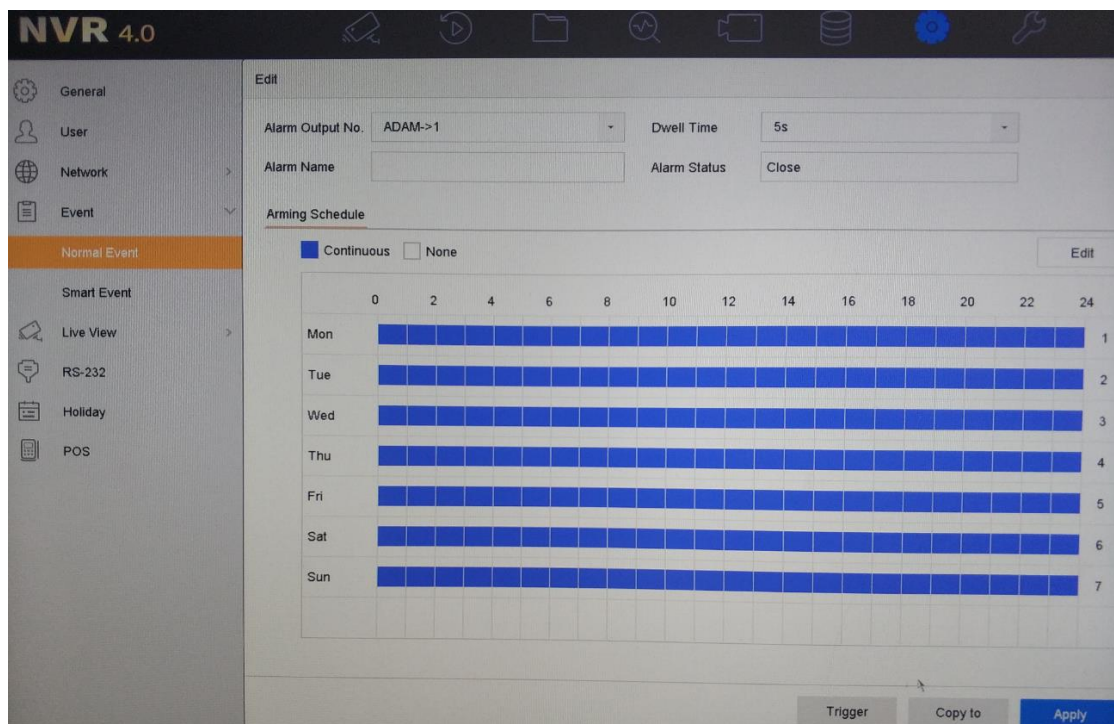 NVR 4.0
General
User
Network
Event
Normal Event
Smart Event
Live View
RS-232
Holiday
POS
Edit
Alarm Output No. ADAM->1 Dwell Time 5s
Alarm Name Alarm Status Close
Arming Schedule
Continuous None Edit
0 2 4 6 8 10 12 14 16 18 20 22 24
Mon 1
Tue 2
Wed 3
Thu 4
Fri 5
Sat 6
Sun 7
Trigger Copy to Apply